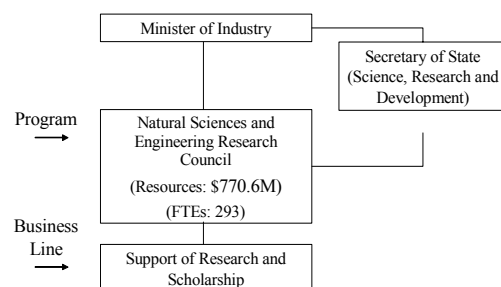 Minister of Industry
Secretary of State
(Science, Research and
Development)
Program
Natural Sciences and
Engineering Research
Council
(Resources: $770.6M)
(FTEs: 293)
Business
Line
Support of Research and
Scholarship